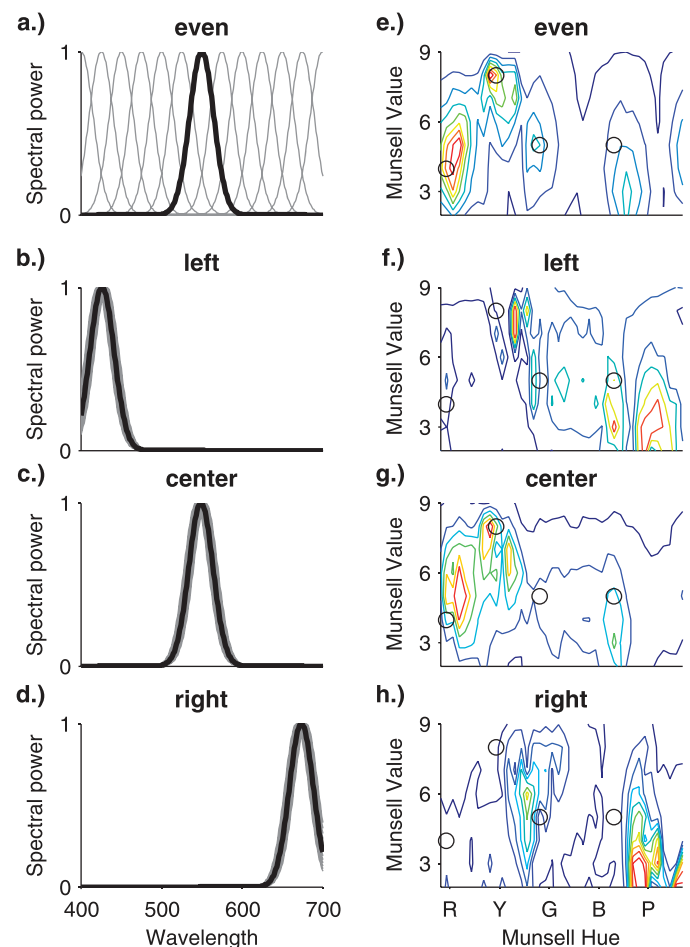 a.) even
Spectral power
1
0
e.) even
Munsell Value
9
6
3
b.) left
Spectral power
1
0
f.) left
Munsell Value
9
6
3
c.) center
Spectral power
1
0
g.) center
Munsell Value
9
6
3
d.) right
Spectral power
1
0
400 500 600 700
Wavelength
h.) right
Munsell Value
9
6
3
R Y G B P
Munsell Hue